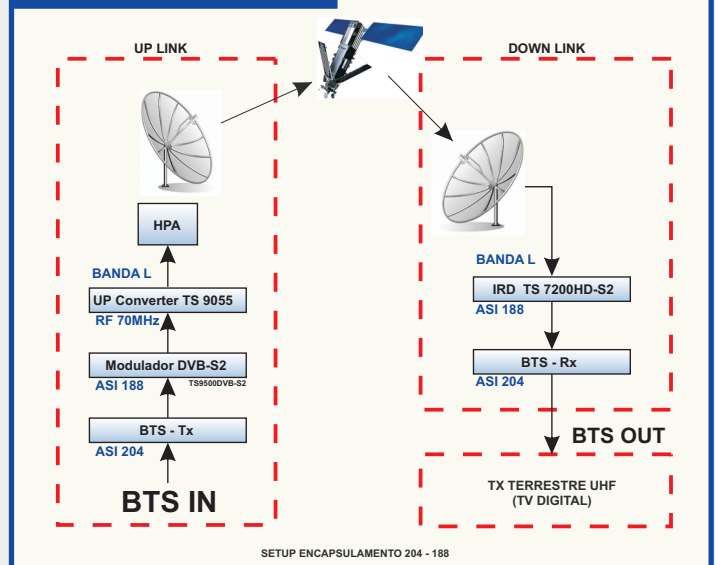 UP LINK
HPA
BANDA L
UP Converter TS 9055
RF 70MHz
Modulador DVB-S2
ASI 188
TS9500DVB-S2
BTS - Tx
ASI 204
BTS IN
DOWN LINK
BANDA L
IRD TS 7200HD-S2
ASI 188
BTS - Rx
ASI 204
BTS OUT
TX TERRESTRE UHF
(TV DIGITAL)
SETUP ENCAPSULAMENTO 204 - 188